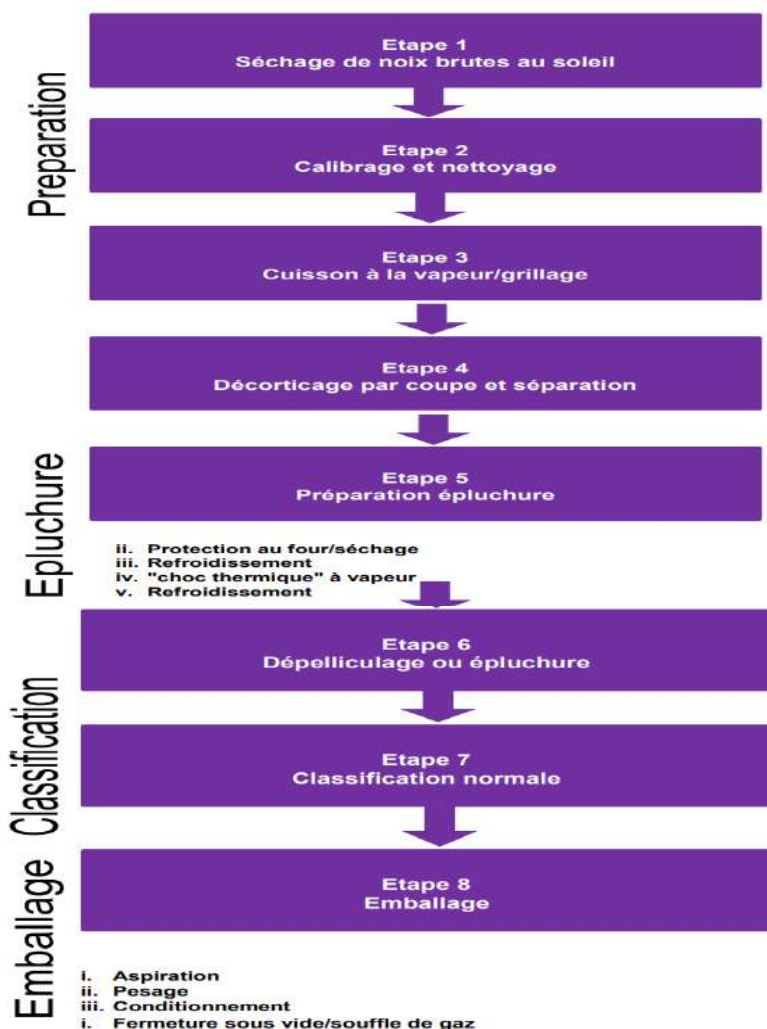 Preparation
Etape 1
Séchage de noix brutes au soleil
Etape 2
Calibrage et nettoyage
Etape 3
Cuisson à la vapeur/grillage
Etape 4
Décorticage par coupe et séparation
Epluchure
Etape 5
Préparation épluchure
ii. Protection au four/séchage
iii. Refroidissement
iv. "choc thermique" à vapeur
v. Refroidissement
Classification
Etape 6
Dépelliculage ou épluchure
Etape 7
Classification normale
Emballage
Etape 8
Emballage
i. Aspiration
ii. Pesage
iii. Conditionnement
i. Fermeture sous vide/souffle de gaz